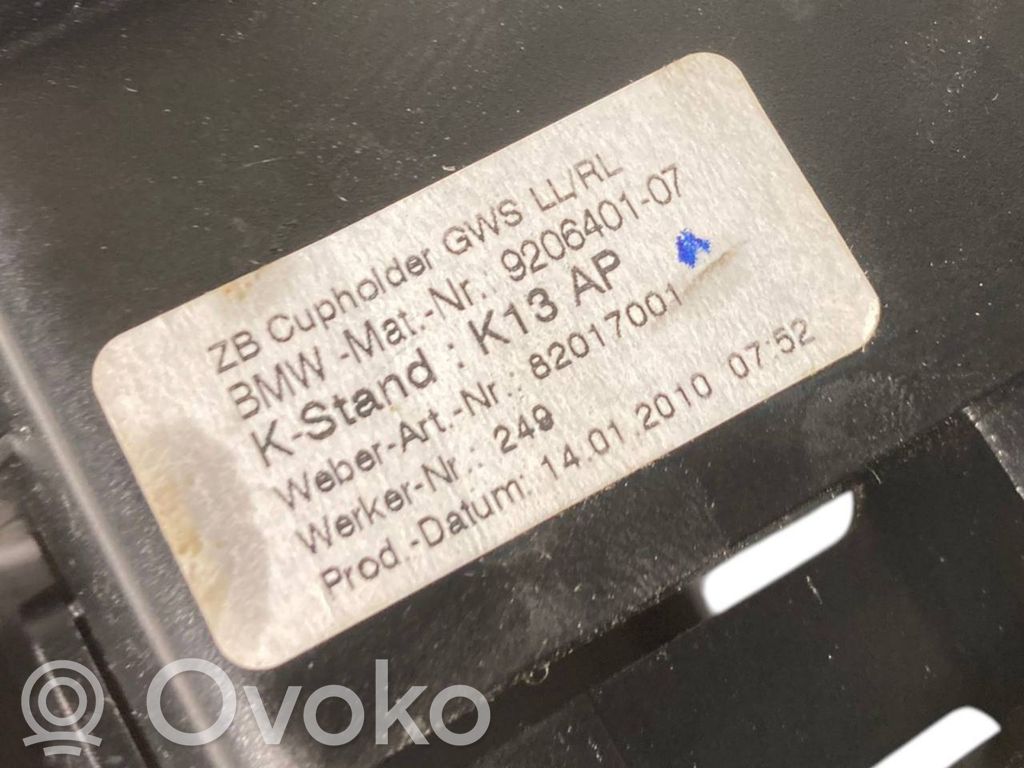 ZB Cupholder GWS LL/RL
BMW -Mat.-Nr. 9206401-07
K-Stand : K13 AP
Weber-Art.-Nr.: 82017001
Werker-Nr.: 249
Prod.-Datum: 14.01.2010 07:52
Ovoko